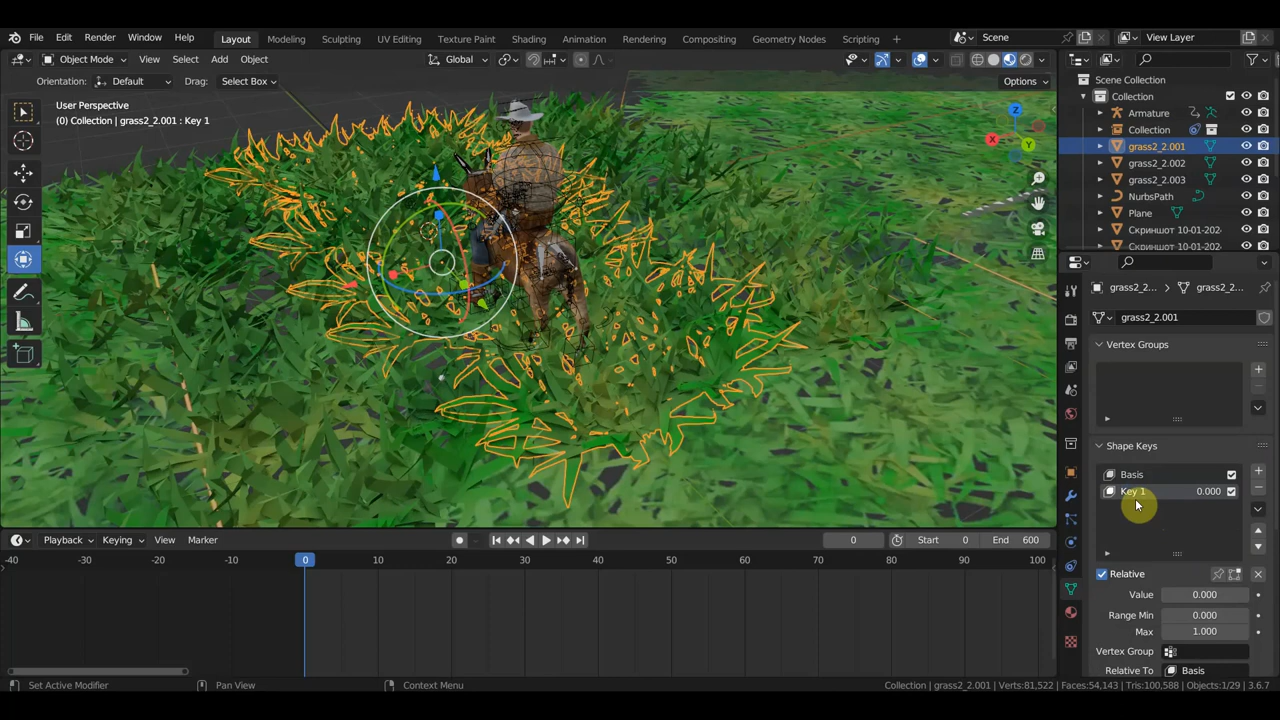 File Edit Render Window Help Layout Modeling Sculpting UV Editing Texture Paint Shading Animation Rendering Compositing Geometry Nodes Scripting + Scene View Layer
Object Mode View Select Add Object Global
Orientation: Default Drag: Select Box Options
User Perspective
(0) Collection | grass2_2.001 : Key 1
Z
X
Y
Scene Collection
Collection
Armature
Collection
grass2_2.001
grass2_2.002
grass2_2.003
NurbsPath
Plane
Скриншот 10-01-202
Скриншот 10-01-202
grass2_2... grass2_2...
grass2_2.001
Vertex Groups
Shape Keys
Basis
Key 1 0.000
Relative
Value 0.000
Range Min 0.000
Max 1.000
Vertex Group
Relative To Basis
Playback Keying View Marker 0 Start 0 End 600
-40 -30 -20 -10 0 10 20 30 40 50 60 70 80 90 100
Set Active Modifier Pan View Context Menu Collection | grass2_2.001 | Verts:81,522 | Faces:54,143 | Tris:100,588 | Objects:1/29 | 3.6.7